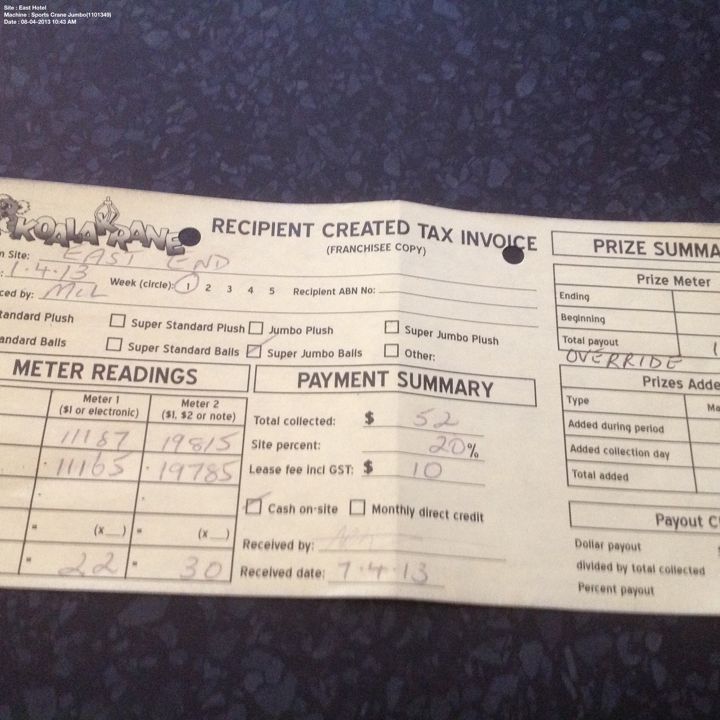 Site : East Hotel
Machine : Sports Crane Jumbo(1101349)
Date : 08-04-2013 10:43 AM
KOALA KRANE
RECIPIENT CREATED TAX INVOICE
(FRANCHISEE COPY)
n Site: EAST END
: 1.4.13
Week (circle): 1 2 3 4 5
Recipient ABN No:
ced by: McL
tandard Plush
Super Standard Plush
Jumbo Plush
Super Jumbo Plush
andard Balls
Super Standard Balls
Super Jumbo Balls
Other:
METER READINGS
Meter 1
($1 or electronic)
Meter 2
($1, $2 or note)
11187 19815
11165 19785
= (x__) = (x__)
= 22 = 30
PAYMENT SUMMARY
Total collected: $ 52
Site percent: 20%
Lease fee incl GST: $ 10
Cash on-site
Monthly direct credit
Received by:
Received date: 7.4.13
PRIZE SUMMA
Prize Meter
Ending
Beginning
Total payout
OVERRIDE
Prizes Adde
Type Ma
Added during period
Added collection day
Total added
Payout C
Dollar payout
divided by total collected
Percent payout